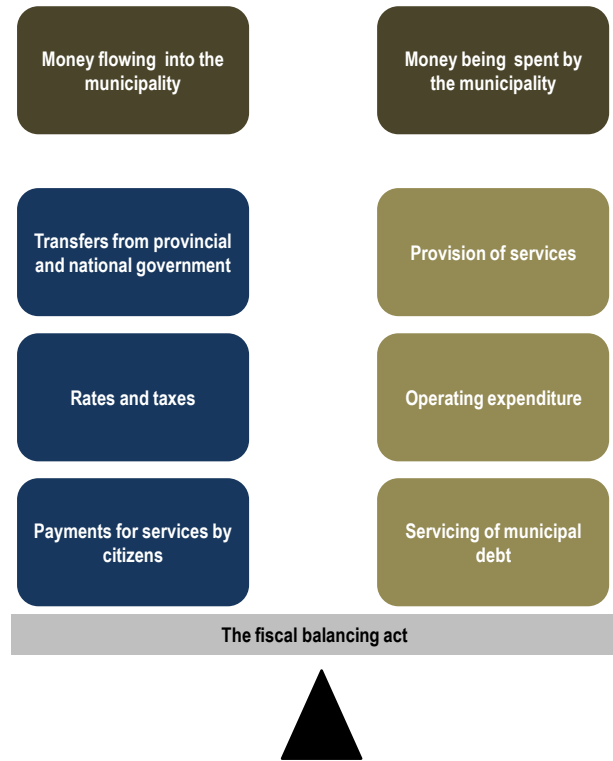 Money flowing into the
municipality
Money being spent by
the municipality
Transfers from provincial
and national government
Provision of services
Rates and taxes
Operating expenditure
Payments for services by
citizens
Servicing of municipal
debt
The fiscal balancing act